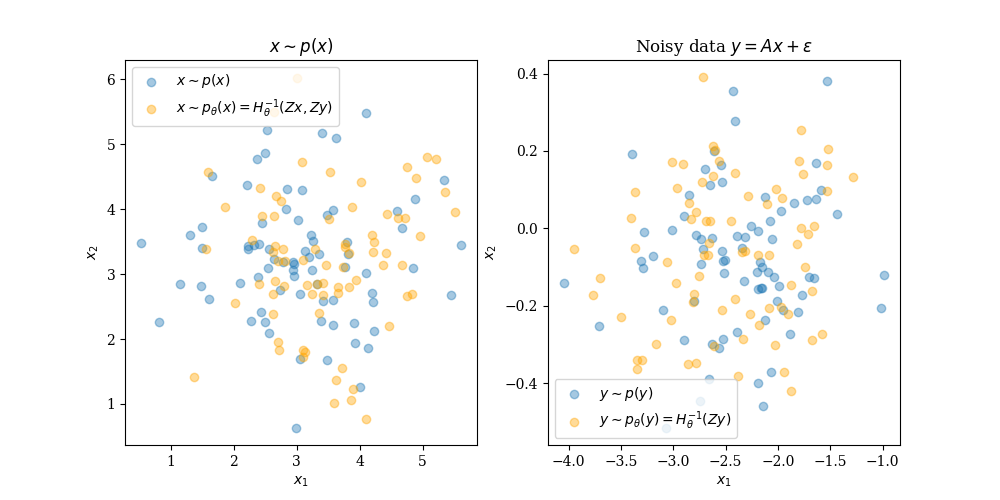 x ∼ p(x)
x ∼ p(x)
x ∼ p_θ(x) = H_θ^{-1}(Zx, Zy)
6
5
4
3
2
1
x_2
1 2 3 4 5
x_1
Noisy data y = Ax + ε
0.4
0.2
0.0
−0.2
−0.4
x_2
y ∼ p(y)
y ∼ p_θ(y) = H_θ^{-1}(Zy)
−4.0 −3.5 −3.0 −2.5 −2.0 −1.5 −1.0
x_1